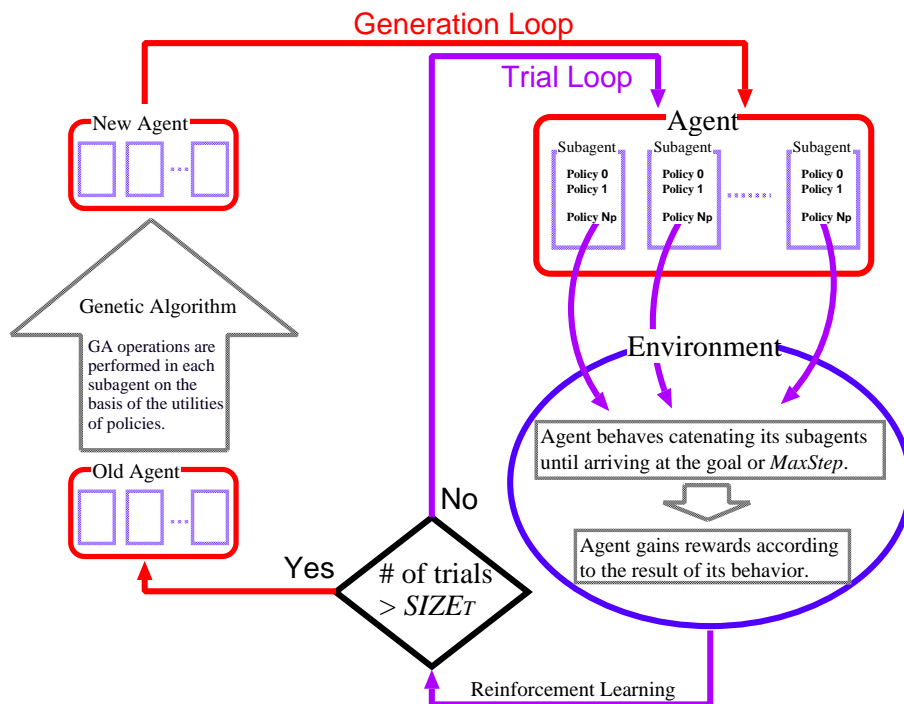 Generation Loop
Trial Loop
New Agent
...
Agent
Subagent Subagent Subagent
Policy 0 Policy 0 Policy 0
Policy 1 Policy 1 Policy 1
........
Policy Np Policy Np Policy Np
Genetic Algorithm
GA operations are
performed in each
subagent on the
basis of the utilities
of policies.
Environment
Agent behaves catenating its subagents
until arriving at the goal or MaxStep.
Agent gains rewards according
to the result of its behavior.
Old Agent
...
No
Yes
# of trials
> SIZET
Reinforcement Learning